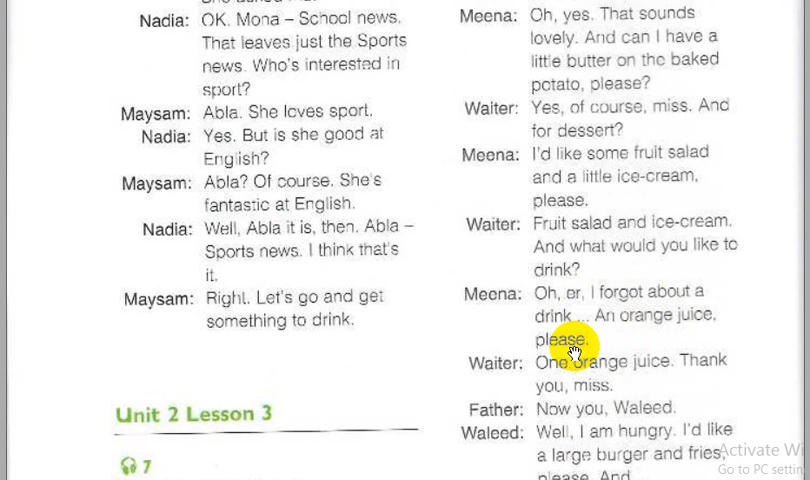 Nadia: OK. Mona – School news.
That leaves just the Sports
news. Who's interested in
sport?
Maysam: Abla. She loves sport.
Nadia: Yes. But is she good at
English?
Maysam: Abla? Of course. She's
fantastic at English.
Nadia: Well, Abla it is, then. Abla –
Sports news. I think that's
it.
Maysam: Right. Let's go and get
something to drink.
Unit 2 Lesson 3
7
Meena: Oh, yes. That sounds
lovely. And can I have a
little butter on the baked
potato, please?
Waiter: Yes, of course, miss. And
for dessert?
Meena: I'd like some fruit salad
and a little ice-cream,
please.
Waiter: Fruit salad and ice-cream.
And what would you like to
drink?
Meena: Oh, er, I forgot about a
drink ... An orange juice,
please.
Waiter: One orange juice. Thank
you, miss.
Father: Now you, Waleed.
Waleed: Well, I am hungry. I'd like
a large burger and fries,
please. And
Activate Wi
Go to PC settin